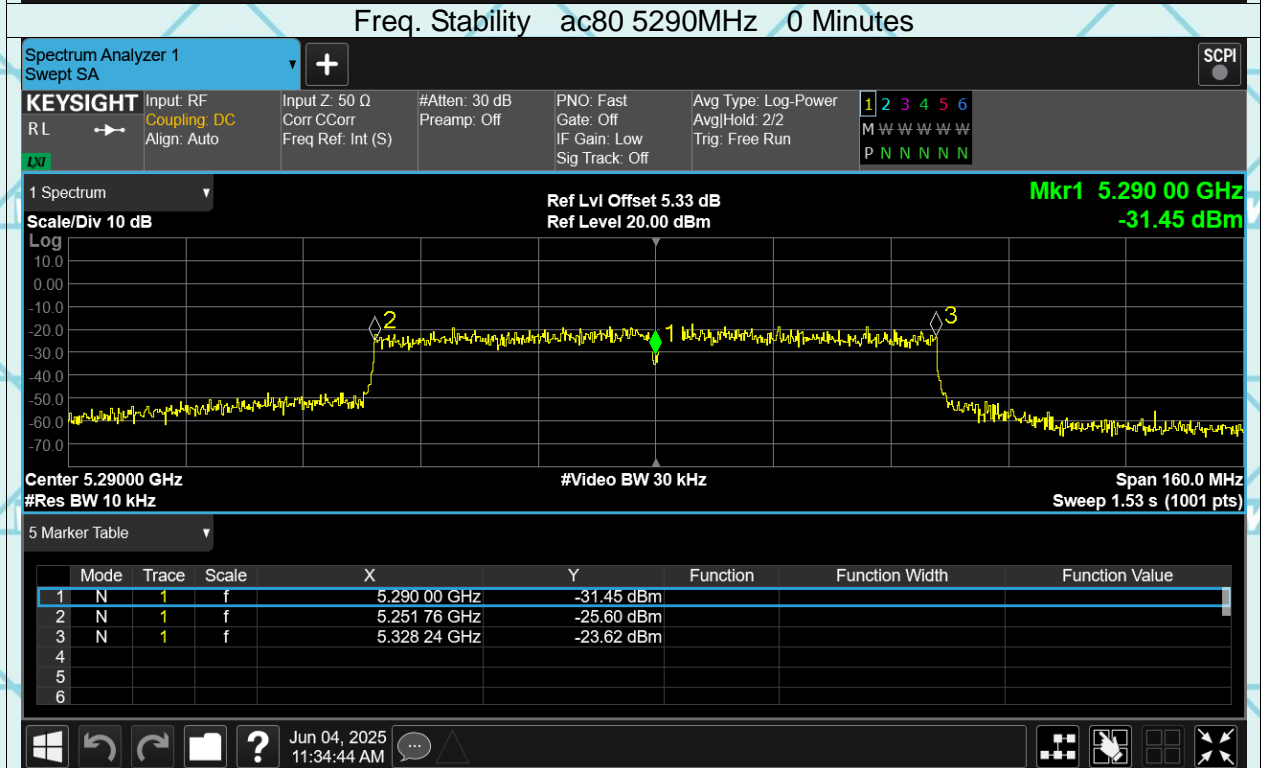 Freq. Stability ac80 5290MHz 0 Minutes
Spectrum Analyzer 1
Swept SA
+
SCPI
KEYSIGHT
RL
LXI
Input: RF
Coupling: DC
Align: Auto
Input Z: 50 Ω
Corr CCorr
Freq Ref: Int (S)
#Atten: 30 dB
Preamp: Off
PNO: Fast
Gate: Off
IF Gain: Low
Sig Track: Off
Avg Type: Log-Power
Avg|Hold: 2/2
Trig: Free Run
1 2 3 4 5 6
M W W W W W W
P N N N N N N
1 Spectrum
Scale/Div 10 dB
Ref Lvl Offset 5.33 dB
Ref Level 20.00 dBm
Mkr1 5.290 00 GHz
-31.45 dBm
Log
10.0
0.00
-10.0
-20.0
-30.0
-40.0
-50.0
-60.0
-70.0
2
1
3
Center 5.29000 GHz
#Video BW 30 kHz
Span 160.0 MHz
#Res BW 10 kHz
Sweep 1.53 s (1001 pts)
5 Marker Table
Mode Trace Scale X Y Function Function Width Function Value
1 N 1 f 5.290 00 GHz -31.45 dBm
2 N 1 f 5.251 76 GHz -25.60 dBm
3 N 1 f 5.328 24 GHz -23.62 dBm
4
5
6
?
Jun 04, 2025
11:34:44 AM